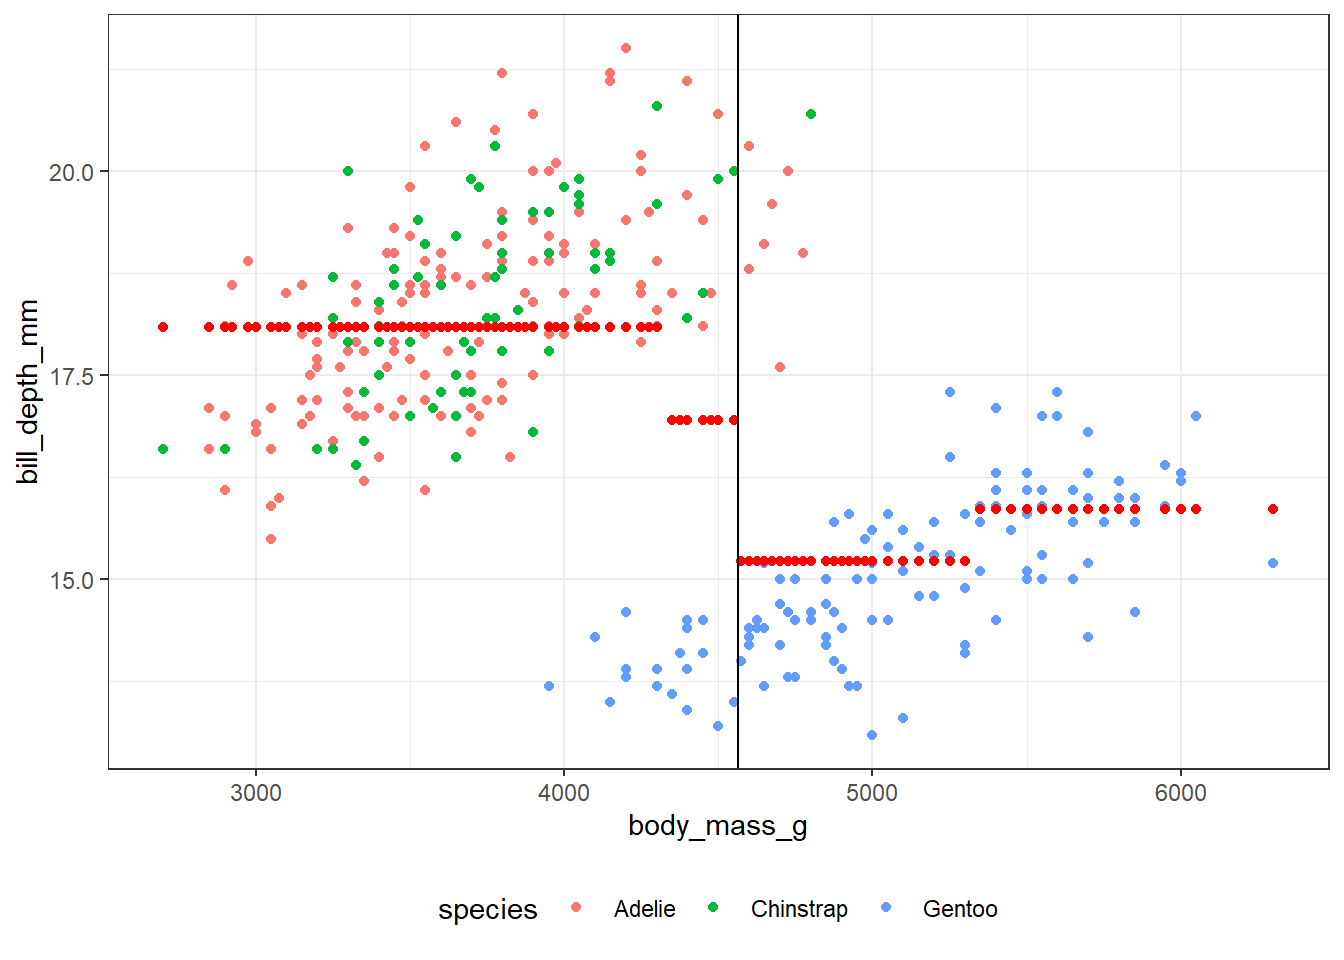 20.0
17.5
15.0
bill_depth_mm
3000 4000 5000 6000
body_mass_g
species Adelie Chinstrap Gentoo